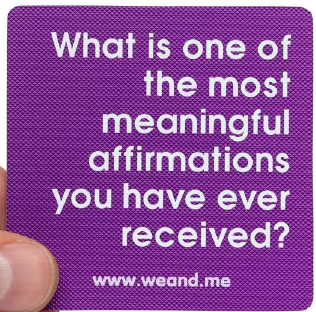 What is one of
the most
meaningful
affirmations
you have ever
received?
www.weand.me